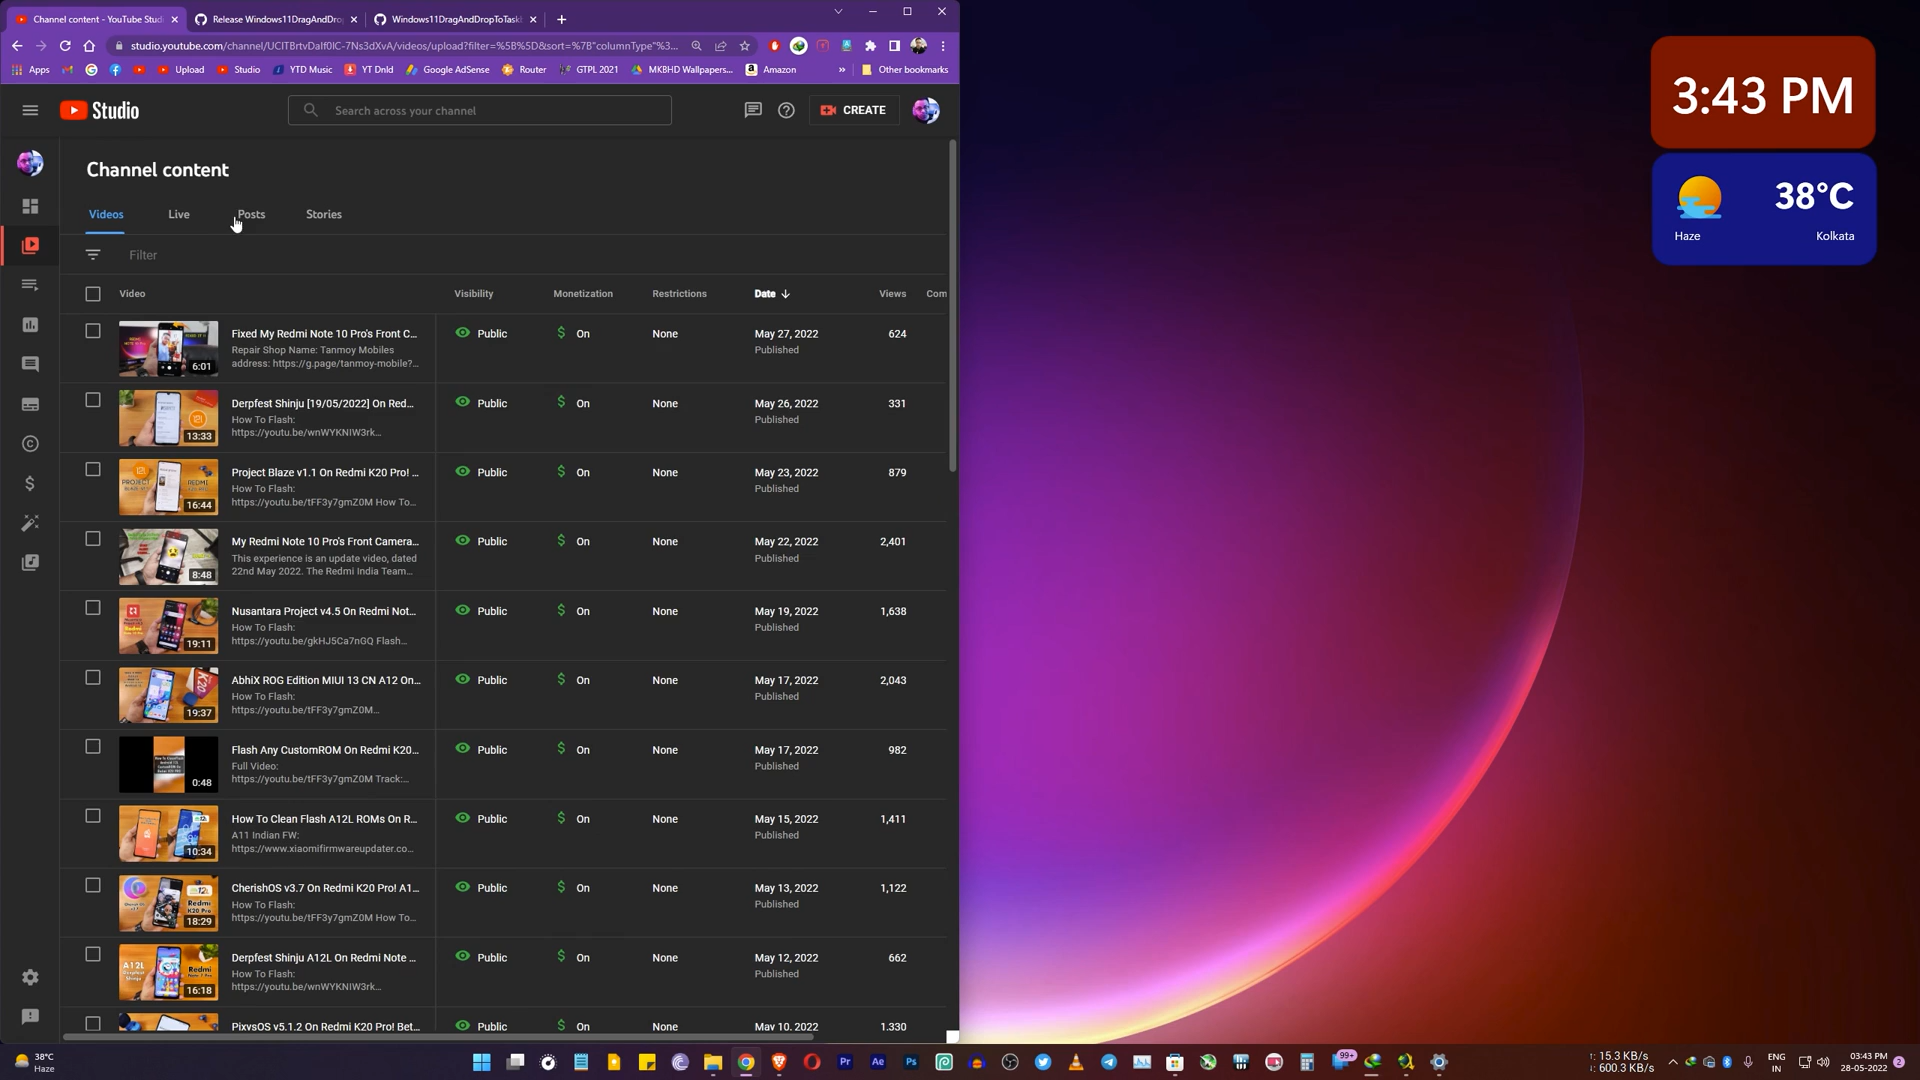 Channel content - YouTube Studi
Release Windows11DragAndDrop
Windows11DragAndDropToTaskb
studio.youtube.com/channel/UCITBrtvDaIf0IC-7Ns3dXvA/videos/upload?filter=%5B%5D&sort=%7B"columnType"%3...
Apps
Upload
Studio
YTD Music
YT Dnld
Google AdSense
Router
GTPL 2021
MKBHD Wallpapers...
Amazon
»
Other bookmarks
Studio
Search across your channel
CREATE
Channel content
Videos Live Posts Stories
Filter
Video Visibility Monetization Restrictions Date Views Com
Fixed My Redmi Note 10 Pro's Front C... Public On None May 27, 2022 624
Repair Shop Name: Tanmoy Mobiles Published
address: https://g.page/tanmoy-mobile?...
6:01
Derpfest Shinju [19/05/2022] On Red... Public On None May 26, 2022 331
How To Flash: Published
https://youtu.be/wnWYKNIW3rk...
13:33
Project Blaze v1.1 On Redmi K20 Pro! ... Public On None May 23, 2022 879
How To Flash: Published
https://youtu.be/tFF3y7gmZ0M How To...
16:44
My Redmi Note 10 Pro's Front Camera... Public On None May 22, 2022 2,401
This experience is an update video, dated Published
22nd May 2022. The Redmi India Team...
8:48
Nusantara Project v4.5 On Redmi Not... Public On None May 19, 2022 1,638
How To Flash: Published
https://youtu.be/gkHJ5Ca7nGQ Flash...
19:11
AbhiX ROG Edition MIUI 13 CN A12 On... Public On None May 17, 2022 2,043
How To Flash: Published
https://youtu.be/tFF3y7gmZ0M...
19:37
Flash Any CustomROM On Redmi K20... Public On None May 17, 2022 982
Full Video: Published
https://youtu.be/tFF3y7gmZ0M Track:...
0:48
How To Clean Flash A12L ROMs On R... Public On None May 15, 2022 1,411
A11 Indian FW: Published
https://www.xiaomifirmwareupdater.co...
10:34
CherishOS v3.7 On Redmi K20 Pro! A1... Public On None May 13, 2022 1,122
How To Flash: Published
https://youtu.be/tFF3y7gmZ0M How To...
18:29
Derpfest Shinju A12L On Redmi Note ... Public On None May 12, 2022 662
How To Flash: Published
https://youtu.be/wnWYKNIW3rk...
16:18
PixysOS v5.1.2 On Redmi K20 Pro! Bet... Public On None May 10, 2022 1,330
3:43 PM
38°C
Haze Kolkata
38°C
Haze
Pr Ae Ps
99+
↑: 15.3 KB/s
↓: 600.3 KB/s
ENG
IN
03:43 PM
28-05-2022
2